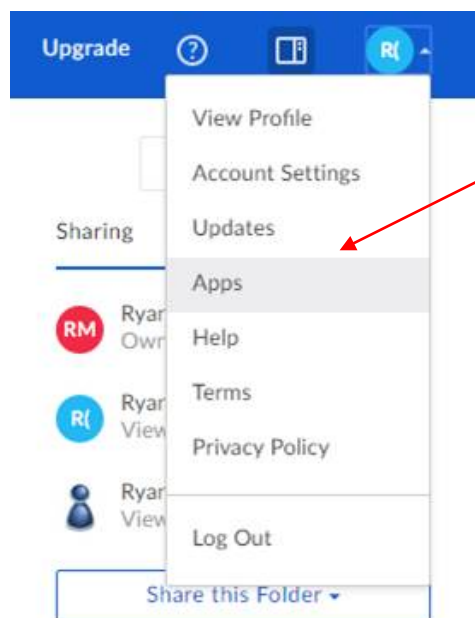 Upgrade ? R(
View Profile
Account Settings
Updates
Apps
Help
Terms
Privacy Policy
Log Out
Sharing
RM Ryan
Own
R( Ryan
View
Ryan
View
Share this Folder